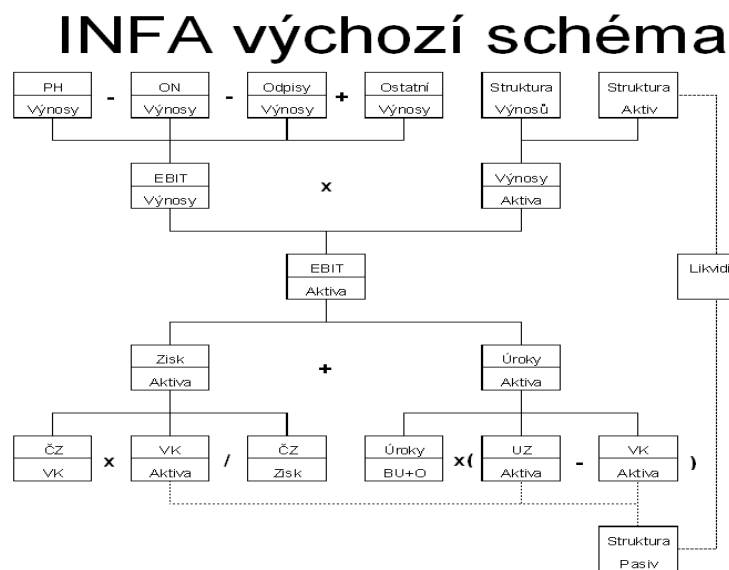 INFA výchozí schéma
PH - ON - Odpisy + Ostatní Struktura Struktura
Výnosy Výnosy Výnosy Výnosy Výnosů Aktiv
EBIT x Výnosy
Výnosy Aktiva
EBIT Likvidi
Aktiva
Zisk + Úroky
Aktiva Aktiva
ČZ x VK / ČZ Úroky x( UZ - VK )
VK Aktiva Zisk BU+O Aktiva Aktiva
Struktura
Pasiv